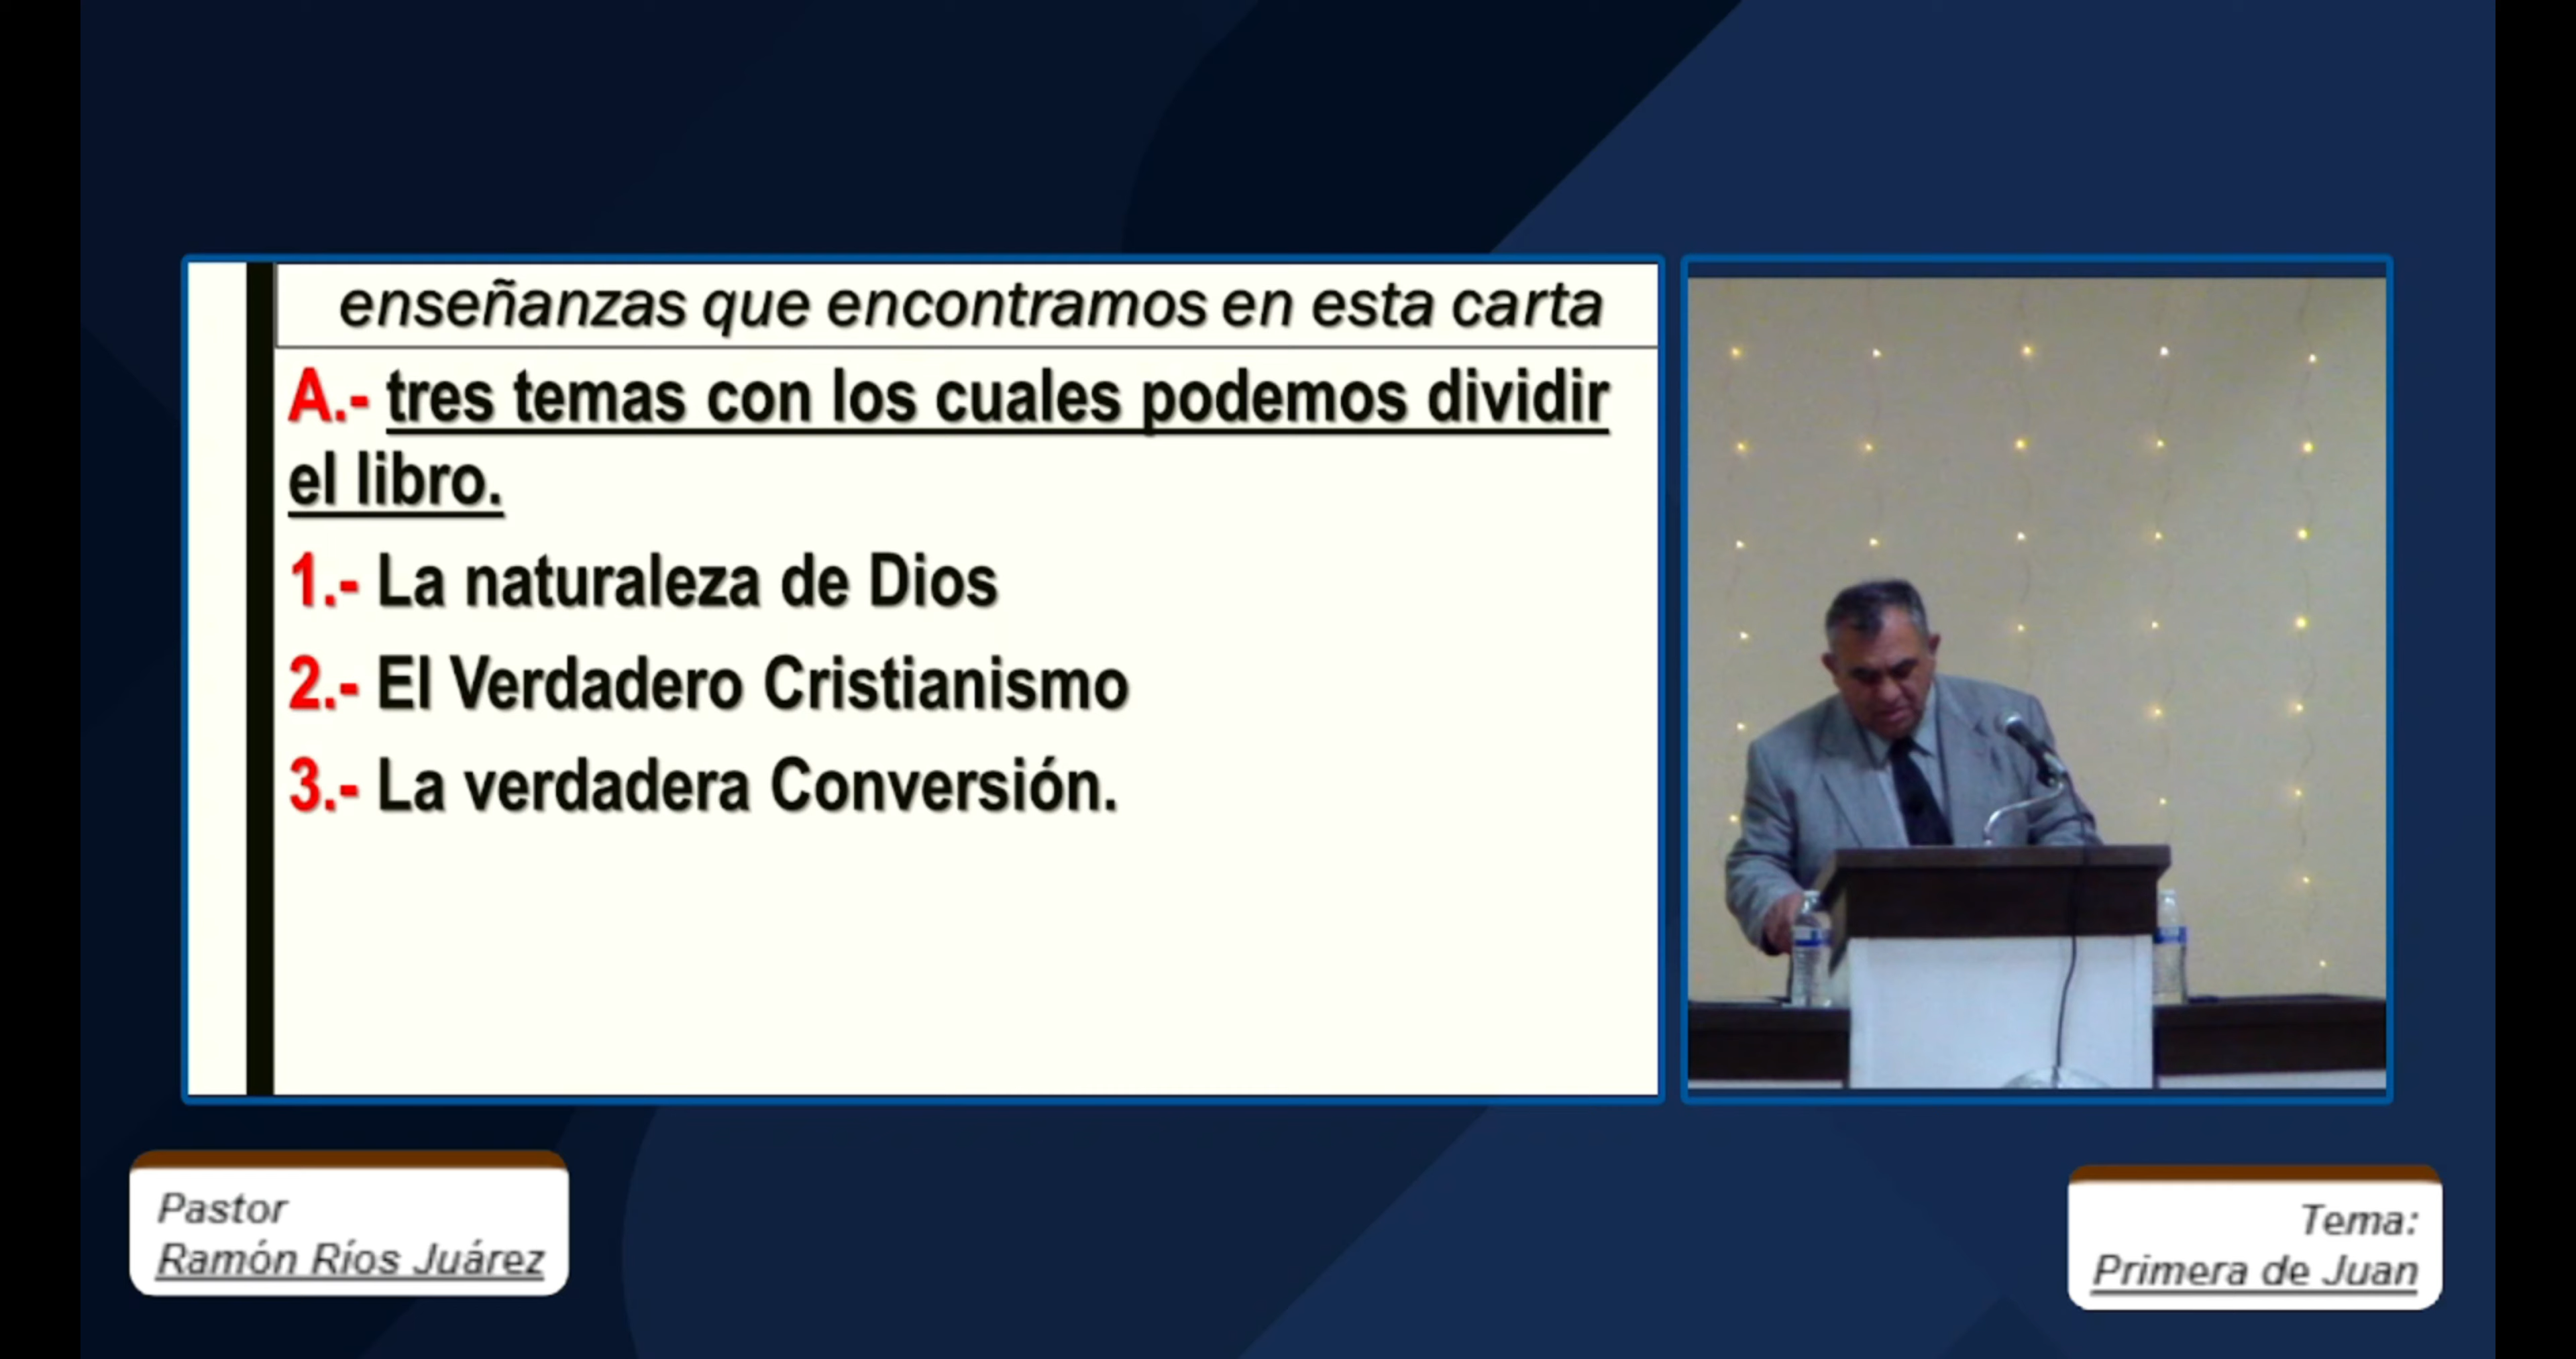 enseñanzas que encontramos en esta carta
A.- tres temas con los cuales podemos dividir
el libro.
1.- La naturaleza de Dios
2.- El Verdadero Cristianismo
3.- La verdadera Conversión.
Pastor
Ramón Ríos Juárez
Tema:
Primera de Juan